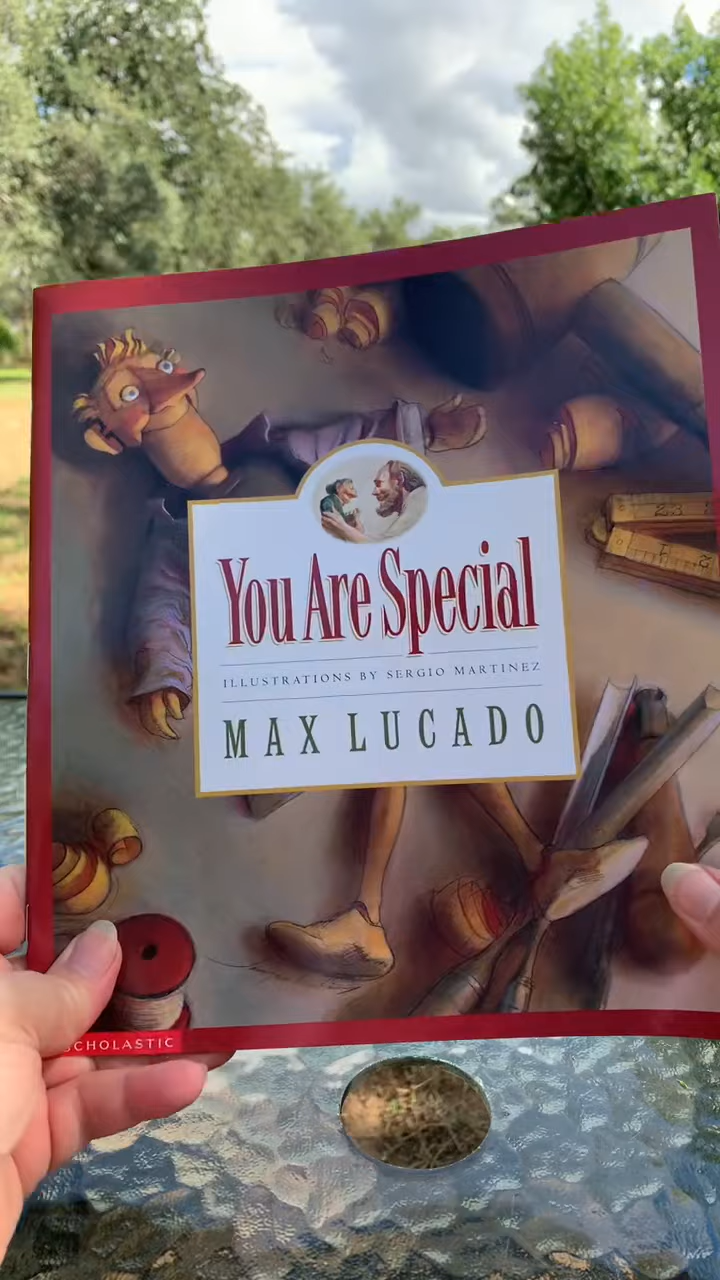 You Are Special
ILLUSTRATIONS BY SERGIO MARTINEZ
MAX LUCADO
SCHOLASTIC